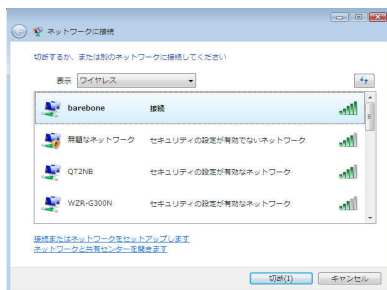 ネットワークに接続
切断するか、または別のネットワークに接続してください
表示 ワイヤレス
barebone 接続
無題なネットワーク セキュリティの設定が有効でないネットワーク
QT2NB セキュリティの設定が有効なネットワーク
WZR-G300N セキュリティの設定が有効なネットワーク
接続またはネットワークをセットアップします
ネットワークと共有センターを開きます
切断(I) キャンセル